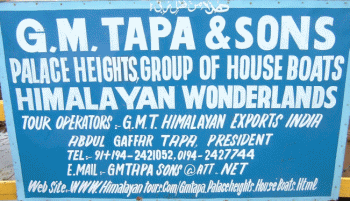 G.M. TAPA & SONS
PALACE HEIGHTS, GROUP OF HOUSE BOATS
HIMALAYAN WONDERLANDS
TOUR OPERATORS :- G.M.T. HIMALAYAN EXPORTS INDIA
ABDUL GAFFAR TAPA, PRESIDENT
TEL:- 91+194-2421052, 0194-2427744
E.MAIL:- GMTAPA SONS @ ATT. NET
Web Site:- WWW.Himalayan Tours.Com/Gmtapa, Palaceheights, House Boats. Html